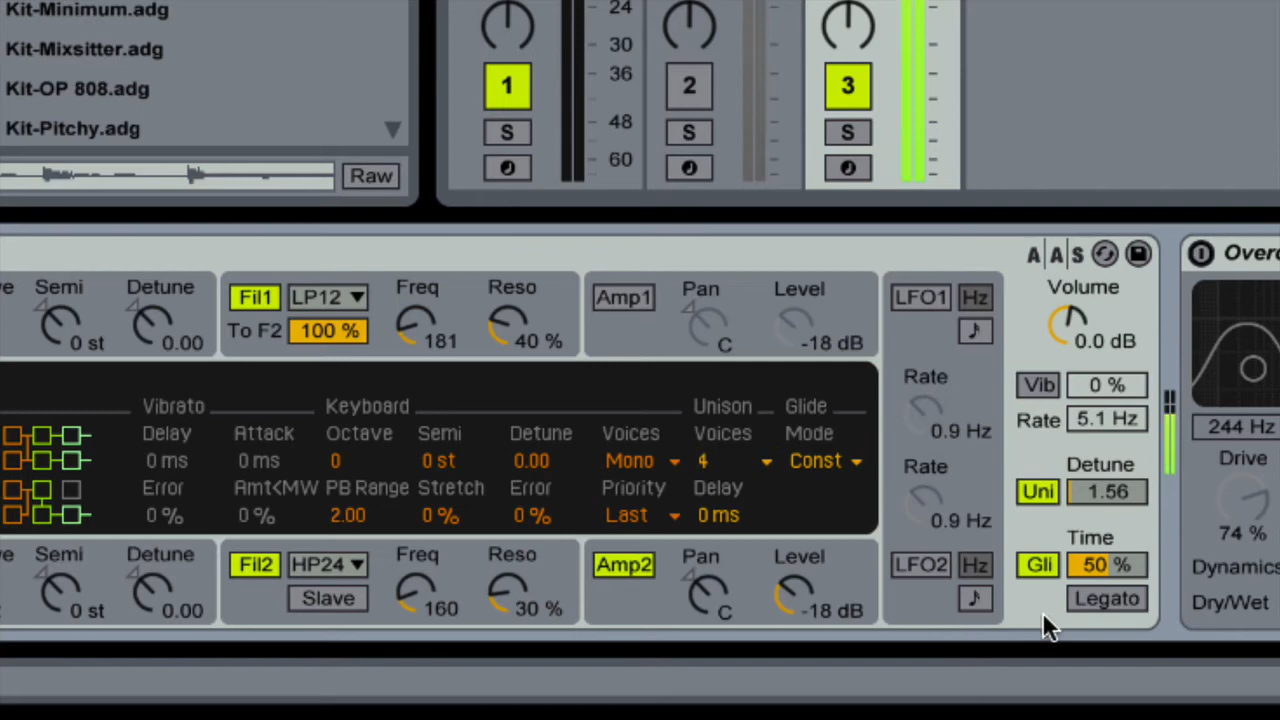 Kit-Minimum.adg
Kit-Mixsitter.adg
Kit-OP 808.adg
Kit-Pitchy.adg
Raw
24
30
36
48
60
1 2 3
S S S
A|A|S
Semi Detune
0 st 0.00
Fil1 LP12 Freq Reso
To F2 100 % 181 40 %
Amp1 Pan Level
C -18 dB
LFO1 Hz
Volume
0.0 dB
Vib 0 %
Rate 5.1 Hz
Detune
Uni 1.56
Time
Gli 50 %
Legato
Rate
0.9 Hz
Rate
0.9 Hz
LFO2 Hz
Vibrato Keyboard Unison Glide
Delay Attack Octave Semi Detune Voices Voices Mode
0 ms 0 ms 0 0 st 0.00 Mono 4 Const
Error Amt<MW PB Range Stretch Error Priority Delay
0 % 0 % 2.00 0 % 0 % Last 0 ms
Semi Detune
0 st 0.00
Fil2 HP24 Freq Reso
Slave 160 30 %
Amp2 Pan Level
C -18 dB
244 Hz
Drive
74 %
Dynamics
Dry/Wet